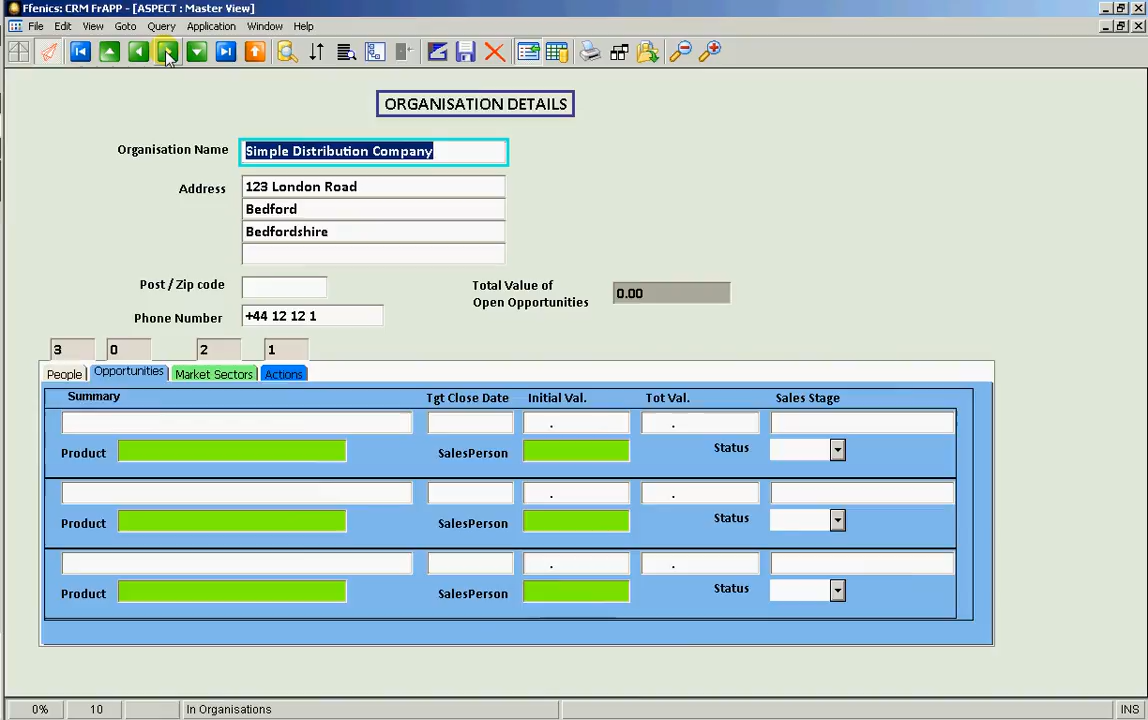 Ffenics: CRM FrAPP - [ASPECT : Master View]
File Edit View Goto Query Application Window Help
ORGANISATION DETAILS
Organisation Name Simple Distribution Company
Address 123 London Road
Bedford
Bedfordshire
Post / Zip code
Total Value of Open Opportunities 0.00
Phone Number +44 12 12 1
3 0 2 1
People Opportunities Market Sectors Actions
Summary Tgt Close Date Initial Val. Tot Val. Sales Stage
. .
Product SalesPerson Status
. .
Product SalesPerson Status
. .
Product SalesPerson Status
0% 10 In Organisations INS